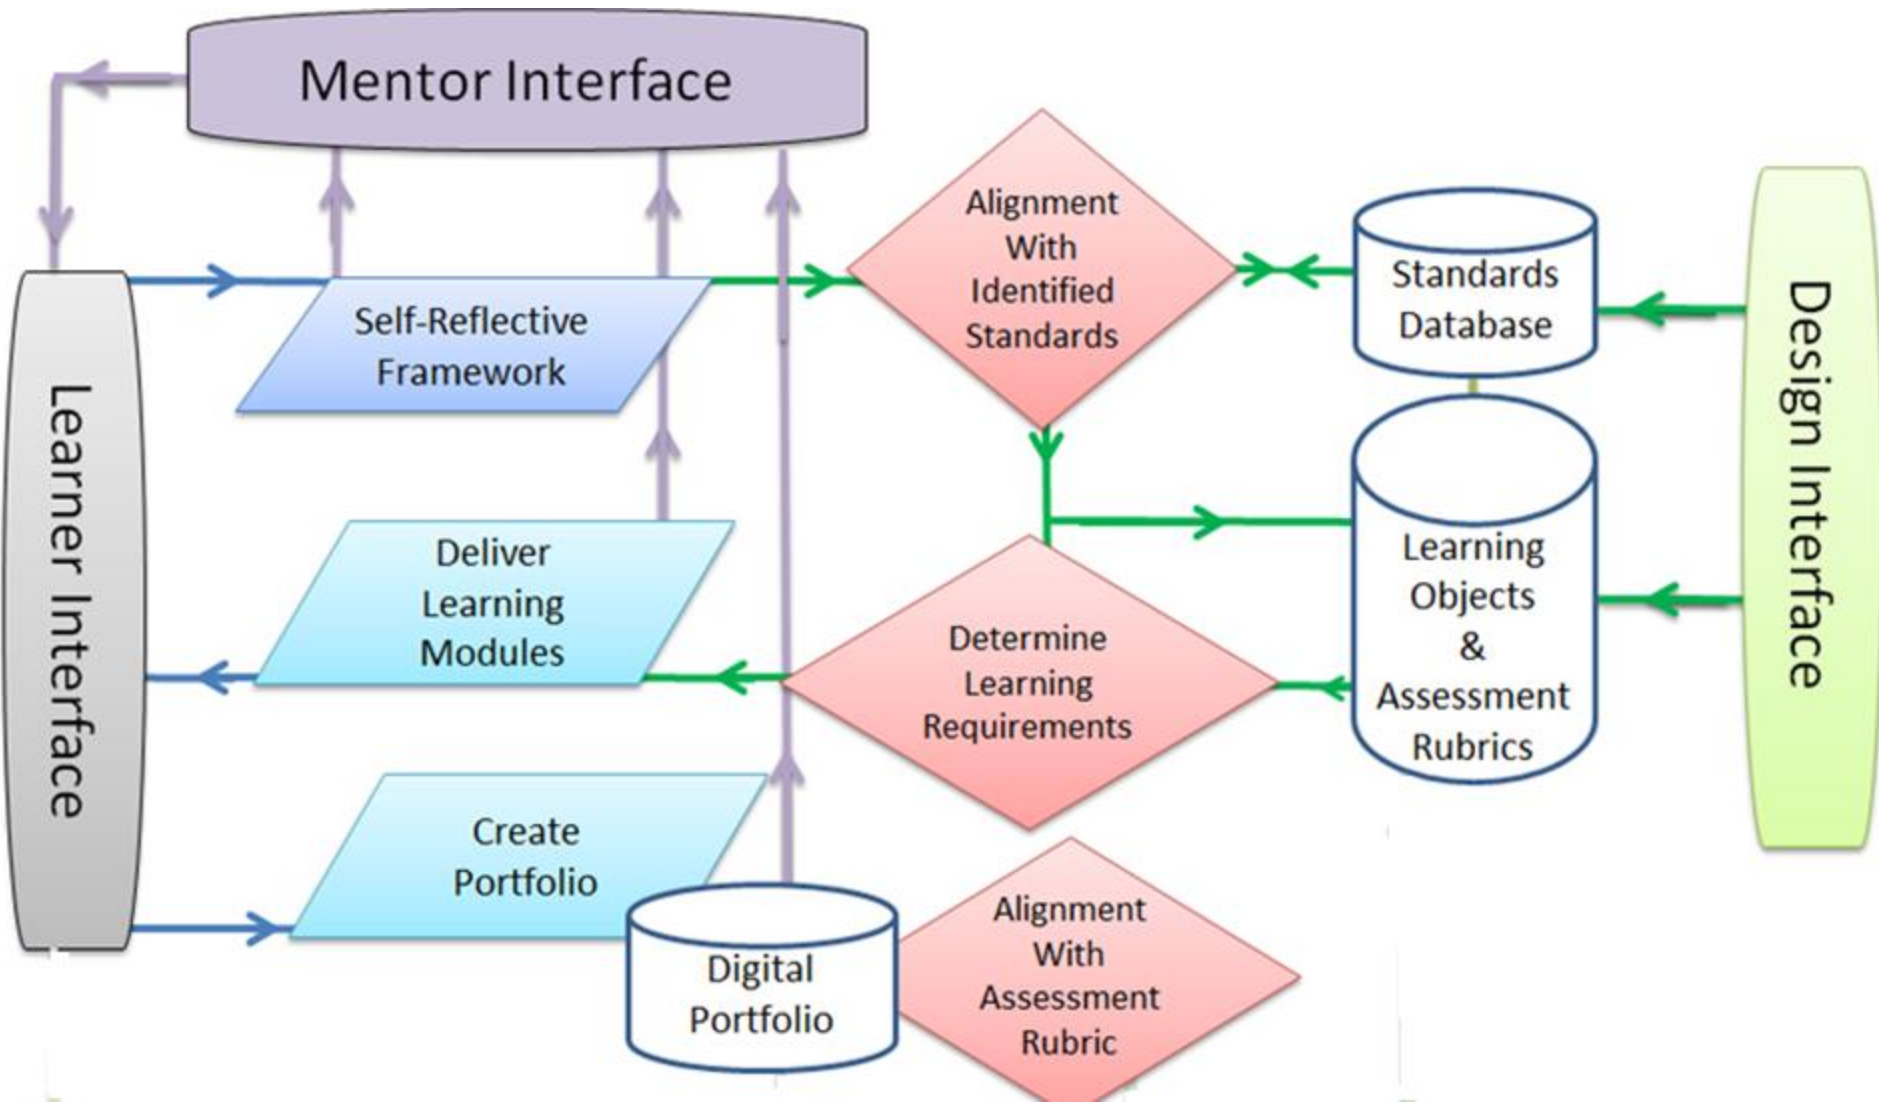 Mentor Interface
Alignment
With
Identified
Standards
Standards
Database
Design Interface
Self-Reflective
Framework
Learner Interface
Deliver
Learning
Modules
Determine
Learning
Requirements
Learning
Objects
&
Assessment
Rubrics
Create
Portfolio
Digital
Portfolio
Alignment
With
Assessment
Rubric